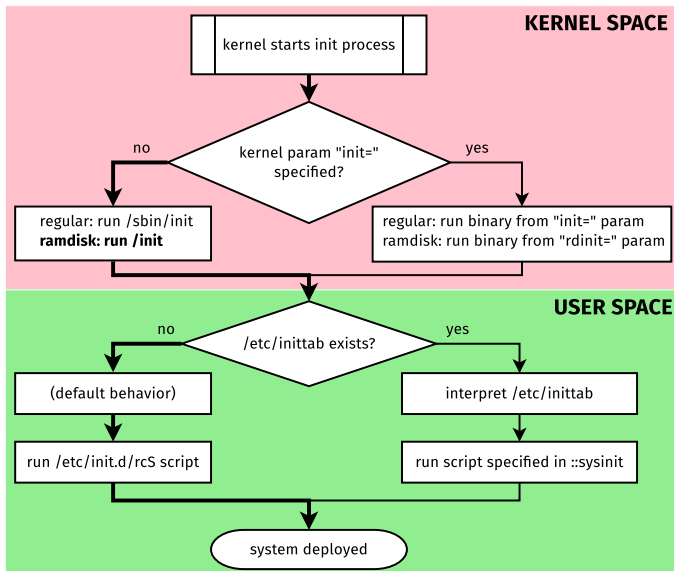 KERNEL SPACE
kernel starts init process
kernel param "init="
specified?
no
yes
regular: run /sbin/init
ramdisk: run /init
regular: run binary from "init=" param
ramdisk: run binary from "rdinit=" param
USER SPACE
/etc/inittab exists?
no
yes
(default behavior)
interpret /etc/inittab
run /etc/init.d/rcS script
run script specified in ::sysinit
system deployed